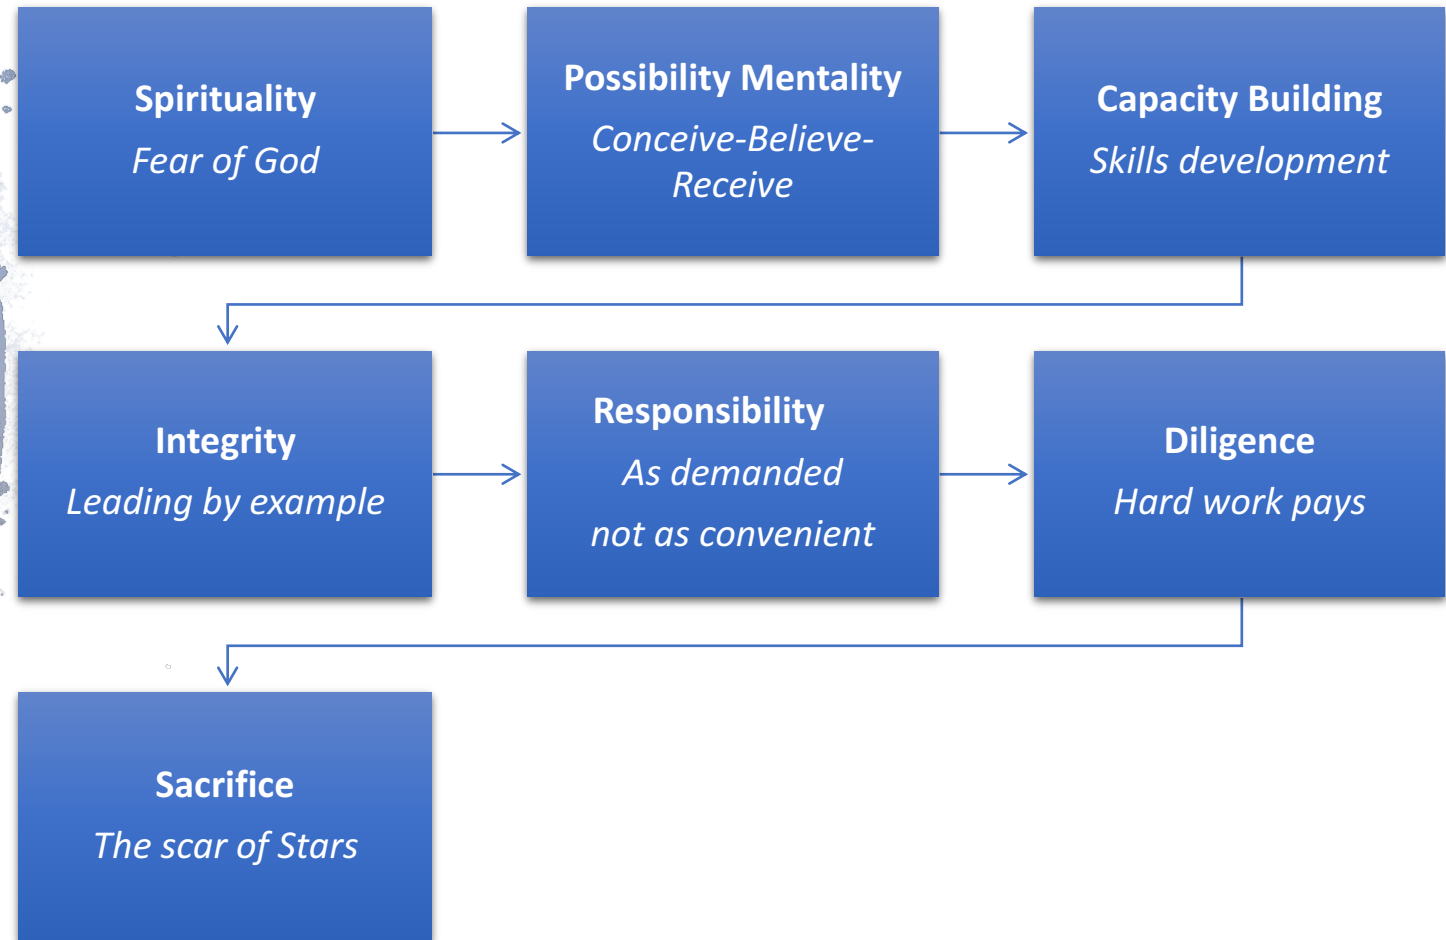 Spirituality
Fear of God
Possibility Mentality
Conceive-Believe-
Receive
Capacity Building
Skills development
Integrity
Leading by example
Responsibility
As demanded
not as convenient
Diligence
Hard work pays
Sacrifice
The scar of Stars